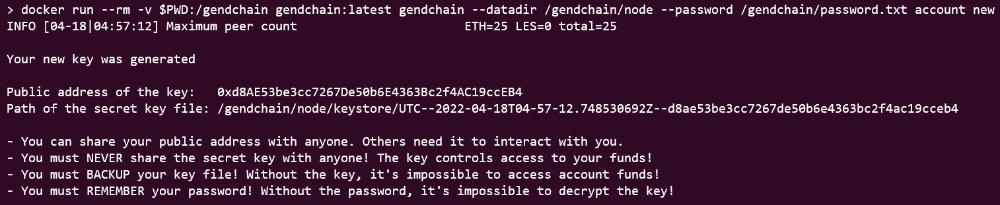 > docker run --rm -v $PWD:/gendchain gendchain:latest gendchain --datadir /gendchain/node --password /gendchain/password.txt account new
INFO [04-18|04:57:12] Maximum peer count                       ETH=25 LES=0 total=25
Your new key was generated
Public address of the key:   0xd8AE53be3cc7267De50b6E4363Bc2f4AC19ccEB4
Path of the secret key file: /gendchain/node/keystore/UTC--2022-04-18T04-57-12.748530692Z--d8ae53be3cc7267de50b6e4363bc2f4ac19cceb4
- You can share your public address with anyone. Others need it to interact with you.
- You must NEVER share the secret key with anyone! The key controls access to your funds!
- You must BACKUP your key file! Without the key, it's impossible to access account funds!
- You must REMEMBER your password! Without the password, it's impossible to decrypt the key!